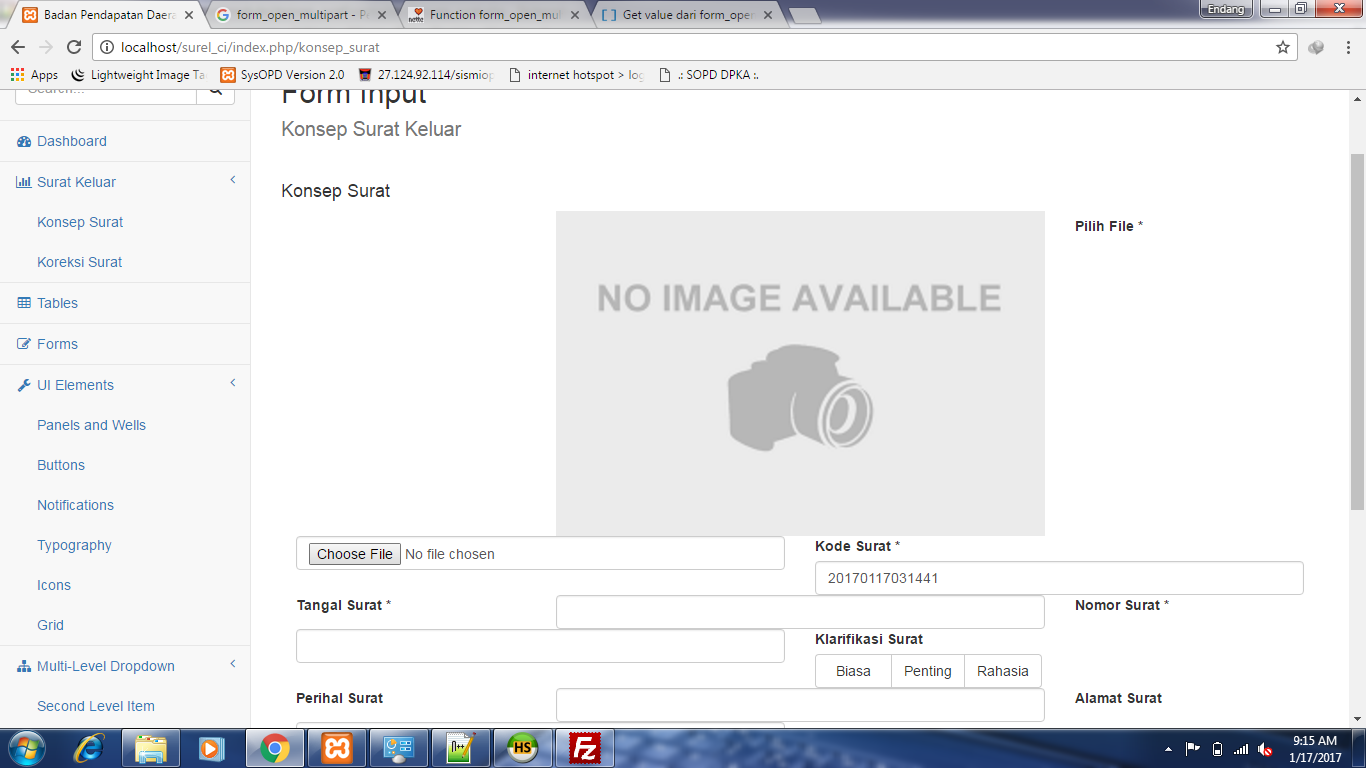 Endang
Badan Pendapatan Daera
form_open_multipart - P
Function form_open_mul
Get value dari form_open
localhost/surel_ci/index.php/konsep_surat
Apps
Lightweight Image Ta
SysOPD Version 2.0
27.124.92.114/sismiop
internet hotspot > log
.: SOPD DPKA :.
Search...
Dashboard
Surat Keluar
Konsep Surat
Koreksi Surat
Tables
Forms
UI Elements
Panels and Wells
Buttons
Notifications
Typography
Icons
Grid
Multi-Level Dropdown
Second Level Item
Form Input
Konsep Surat Keluar
Konsep Surat
NO IMAGE AVAILABLE
Pilih File *
Choose File No file chosen
Kode Surat *
20170117031441
Tangal Surat *
Nomor Surat *
Klarifikasi Surat
Biasa Penting Rahasia
Perihal Surat
Alamat Surat
HS
FZ
9:15 AM
1/17/2017